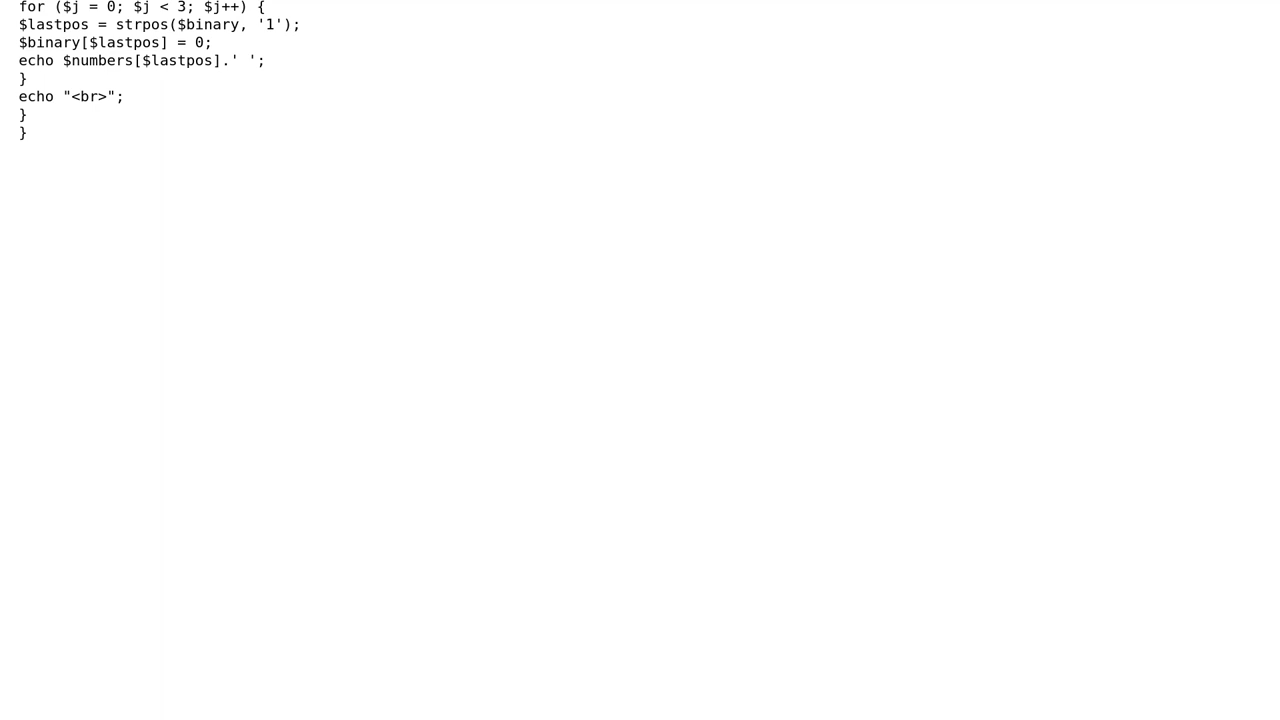 for ($j = 0; $j < 3; $j++) {
$lastpos = strpos($binary, '1');
$binary[$lastpos] = 0;
echo $numbers[$lastpos].' ';
}
echo "<br>";
}
}